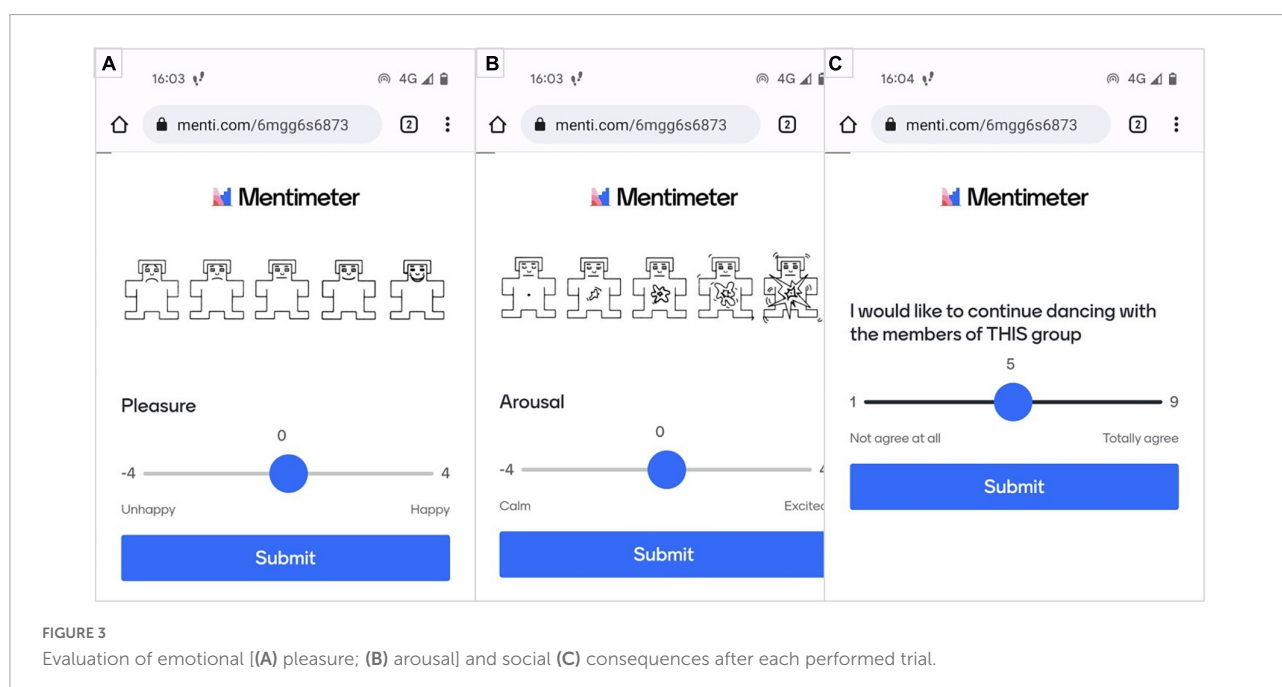 A
16:03
4G
menti.com/6mgg6s6873
2
Mentimeter
Pleasure
0
-4
4
Unhappy
Happy
Submit
B
16:03
4G
menti.com/6mgg6s6873
2
Mentimeter
Arousal
0
-4
4
Calm
Excited
Submit
C
16:04
4G
menti.com/6mgg6s6873
2
Mentimeter
I would like to continue dancing with
the members of THIS group
5
1
9
Not agree at all
Totally agree
Submit
FIGURE 3
Evaluation of emotional [(A) pleasure; (B) arousal] and social (C) consequences after each performed trial.